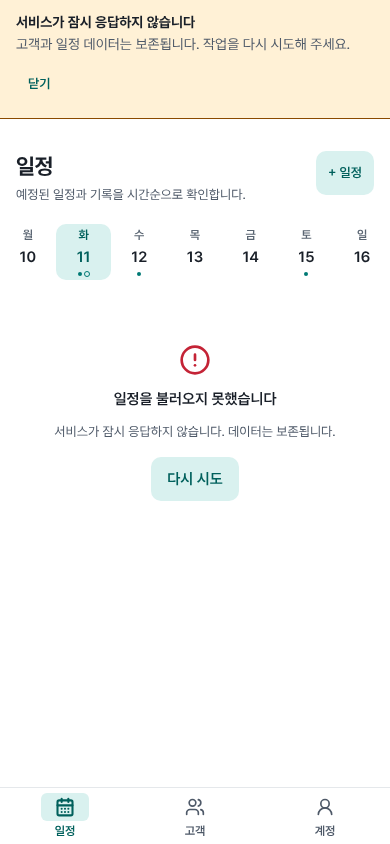 서비스가 잠시 응답하지 않습니다
고객과 일정 데이터는 보존됩니다. 작업을 다시 시도해 주세요.
닫기
일정
+ 일정
예정된 일정과 기록을 시간순으로 확인합니다.
월 화 수 목 금 토 일
10 11 12 13 14 15 16
일정을 불러오지 못했습니다
서비스가 잠시 응답하지 않습니다. 데이터는 보존됩니다.
다시 시도
일정 고객 계정